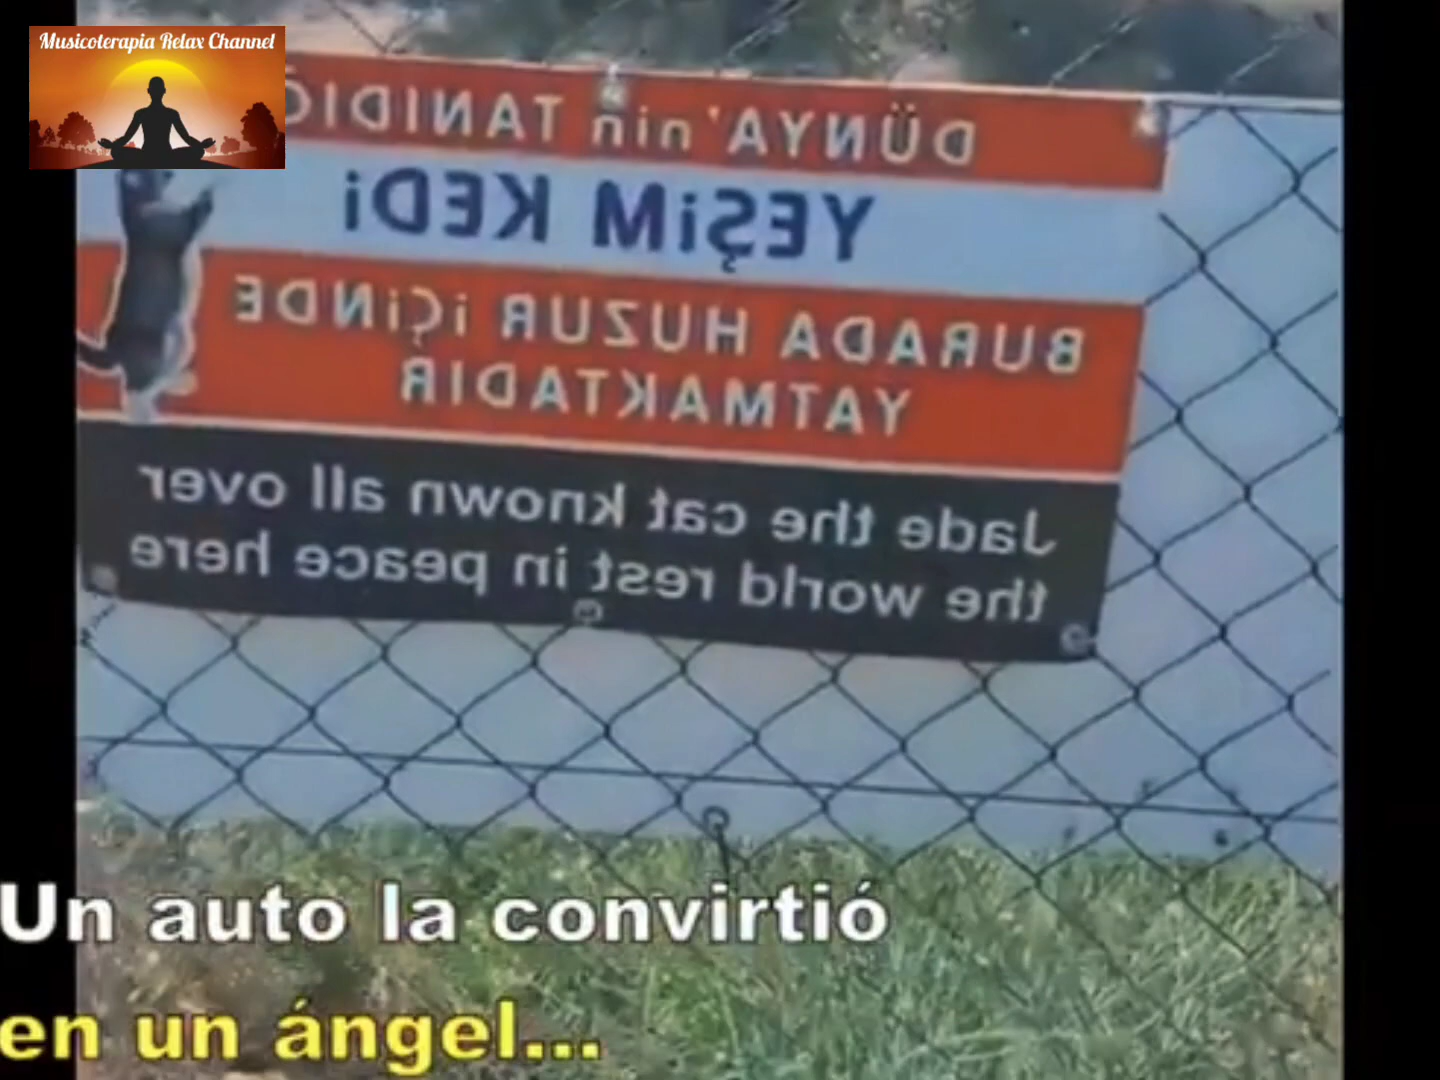 Musicoterapia Relax Channel
DÜNYA'nin
YEŞİM KEDİ
BURADA HUZUR İÇİNDE
YATMAKTADIR
Jade the cat known all over
the world rest in peace here
Un auto la convirtió
en un ángel...